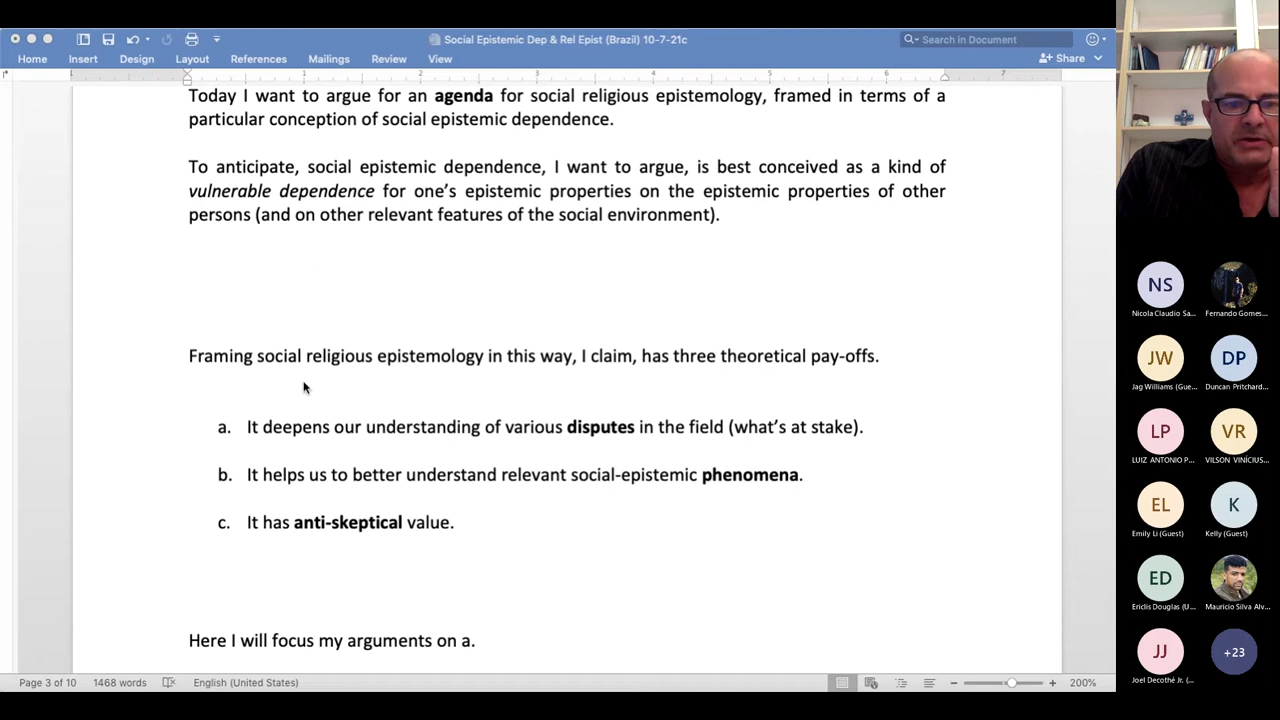 Social Epistemic Dep & Rel Epist (Brazil) 10-7-21c
Search in Document
Home Insert Design Layout References Mailings Review View
Share
1 1 2 3 4 5 6 7
Today I want to argue for an agenda for social religious epistemology, framed in terms of a
particular conception of social epistemic dependence.
To anticipate, social epistemic dependence, I want to argue, is best conceived as a kind of
vulnerable dependence for one's epistemic properties on the epistemic properties of other
persons (and on other relevant features of the social environment).
Framing social religious epistemology in this way, I claim, has three theoretical pay-offs.
a. It deepens our understanding of various disputes in the field (what's at stake).
b. It helps us to better understand relevant social-epistemic phenomena.
c. It has anti-skeptical value.
Here I will focus my arguments on a.
Page 3 of 10 1468 words English (United States) 200%
NS
Nicola Claudio Sa... Fernando Gomes...
JW DP
Jag Williams (Gue... Duncan Pritchard...
LP VR
LUIZ ANTONIO P... VILSON VINÍCIUS...
EL K
Emily Li (Guest) Kelly (Guest)
ED
Ericlis Douglas (U... Mauricio Silva Alv...
JJ +23
Joel Decothé Jr. (...